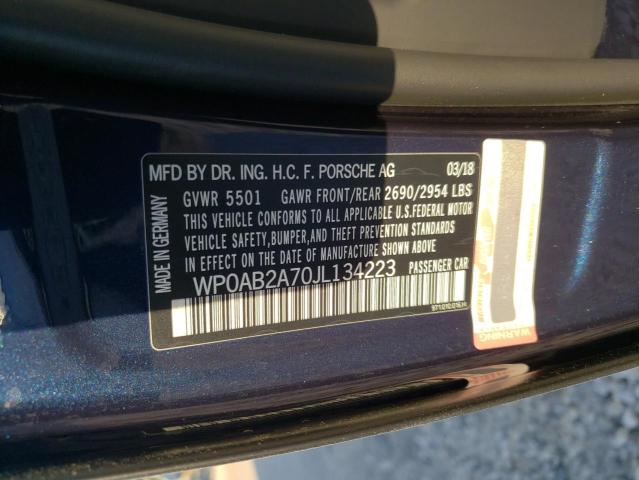 MFD BY DR. ING. H.C. F. PORSCHE AG 03/18
GVWR 5501 GAWR FRONT/REAR 2690/2954 LBS
THIS VEHICLE CONFORMS TO ALL APPLICABLE U.S.FEDERAL MOTOR
VEHICLE SAFETY,BUMPER,AND THEFT PREVENTION STANDARDS
IN EFFECT ON THE DATE OF MANUFACTURE SHOWN ABOVE.
WP0AB2A70JL134223 PASSENGER CAR
MADE IN GERMANY
WARNING